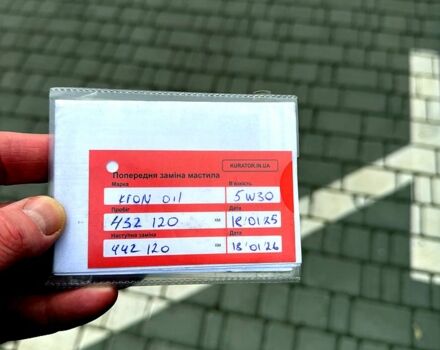 KURATOR.IN.UA
Попередня заміна мастила
Марка В'язкість
XION OIL 5W30
Пробіг Дата
432 120 км 18'01'25
Наступна заміна Дата
442 120 км 18'01'26